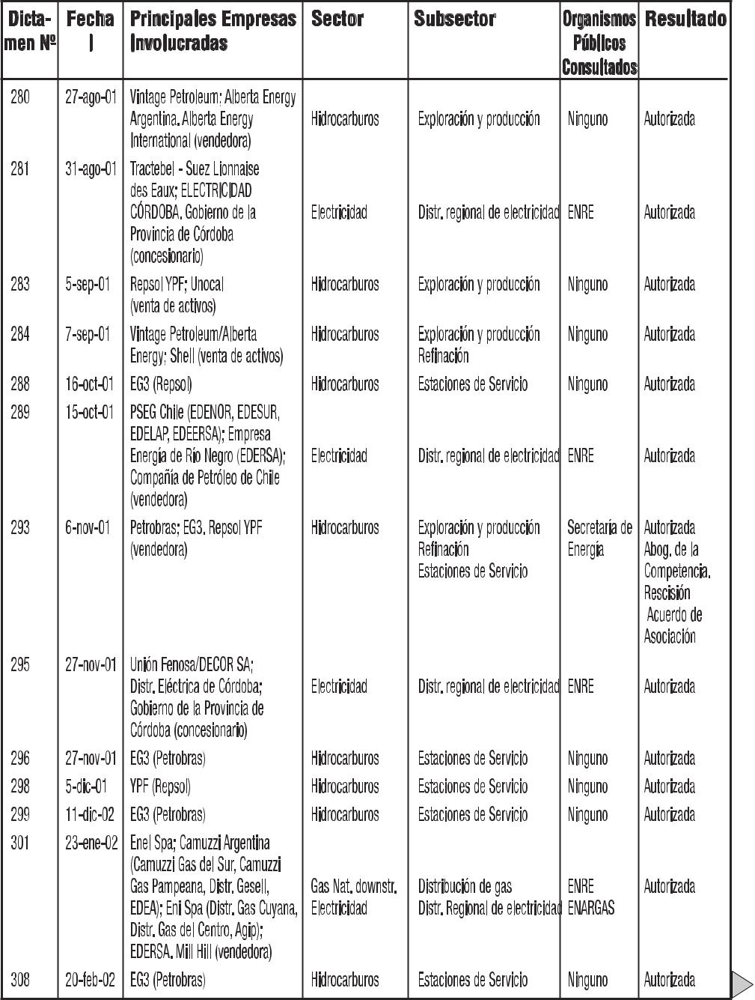 Dicta- Fecha Principales Empresas Sector Subsector Organismos Resultado
men Nº l Involucradas Públicos
Consultados
280 27-ago-01 Vintage Petroleum; Alberta Energy
Argentina. Alberta Energy Hidrocarburos Exploración y producción Ninguno Autorizada
International (vendedora)
281 31-ago-01 Tractebel - Suez Lionnaise
des Eaux; ELECTRICIDAD
CÓRDOBA. Gobierno de la Electricidad Distr. regional de electricidad ENRE Autorizada
Provincia de Córdoba
(concesionario)
283 5-sep-01 Repsol YPF; Unocal Hidrocarburos Exploración y producción Ninguno Autorizada
(venta de activos)
284 7-sep-01 Vintage Petroleum/Alberta Hidrocarburos Exploración y producción Ninguno Autorizada
Energy; Shell (venta de activos) Refinación
288 16-oct-01 EG3 (Repsol) Hidrocarburos Estaciones de Servicio Ninguno Autorizada
289 15-oct-01 PSEG Chile (EDENOR, EDESUR,
EDELAP, EDEERSA); Empresa
Energía de Río Negro (EDERSA); Electricidad Distr. regional de electricidad ENRE Autorizada
Compañía de Petróleo de Chile
(vendedora)
293 6-nov-01 Petrobras; EG3. Repsol YPF Hidrocarburos Exploración y producción Secretaría de Autorizada
(vendedora) Refinación Energía Abog. de la
Estaciones de Servicio Competencia.
Rescisión
Acuerdo de
Asociación
295 27-nov-01 Unión Fenosa/DECOR SA;
Distr. Eléctrica de Córdoba; Electricidad Distr. regional de electricidad ENRE Autorizada
Gobierno de la Provincia de
Córdoba (concesionario)
296 27-nov-01 EG3 (Petrobras) Hidrocarburos Estaciones de Servicio Ninguno Autorizada
298 5-dic-01 YPF (Repsol) Hidrocarburos Estaciones de Servicio Ninguno Autorizada
299 11-dic-02 EG3 (Petrobras) Hidrocarburos Estaciones de Servicio Ninguno Autorizada
301 23-ene-02 Enel Spa; Camuzzi Argentina
(Camuzzi Gas del Sur, Camuzzi
Gas Pampeana, Distr. Gesell, Gas Nat. downstr. Distribución de gas ENRE Autorizada
EDEA); Eni Spa (Distr. Gas Cuyana, Electricidad Distr. Regional de electricidad ENARGAS
Distr. Gas del Centro, Agip);
EDERSA. Mill Hill (vendedora)
308 20-feb-02 EG3 (Petrobras) Hidrocarburos Estaciones de Servicio Ninguno Autorizada